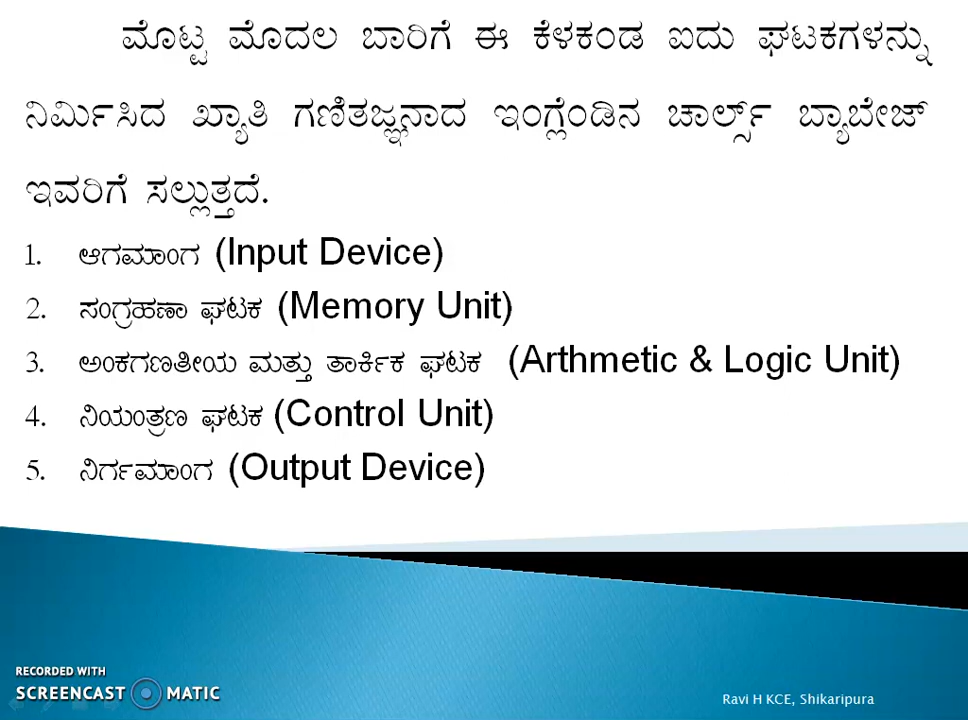 ಮೊಟ್ಟ ಮೊದಲ ಬಾರಿಗೆ ಈ ಕೆಳಕಂಡ ಐದು ಘಟಕಗಳನ್ನು
ನಿರ್ಮಿಸಿದ ಖ್ಯಾತಿ ಗಣಿತಜ್ಞನಾದ ಇಂಗ್ಲೆಂಡಿನ ಚಾರ್ಲ್ಸ್ ಬ್ಯಾಬೇಜ್
ಇವರಿಗೆ ಸಲ್ಲುತ್ತದೆ.
1. ಆಗಮಾಂಗ (Input Device)
2. ಸಂಗ್ರಹಣಾ ಘಟಕ (Memory Unit)
3. ಅಂಕಗಣತೀಯ ಮತ್ತು ತಾರ್ಕಿಕ ಘಟಕ (Arthmetic & Logic Unit)
4. ನಿಯಂತ್ರಣ ಘಟಕ (Control Unit)
5. ನಿರ್ಗಮಾಂಗ (Output Device)
RECORDED WITH
SCREENCAST MATIC
Ravi H KCE, Shikaripura